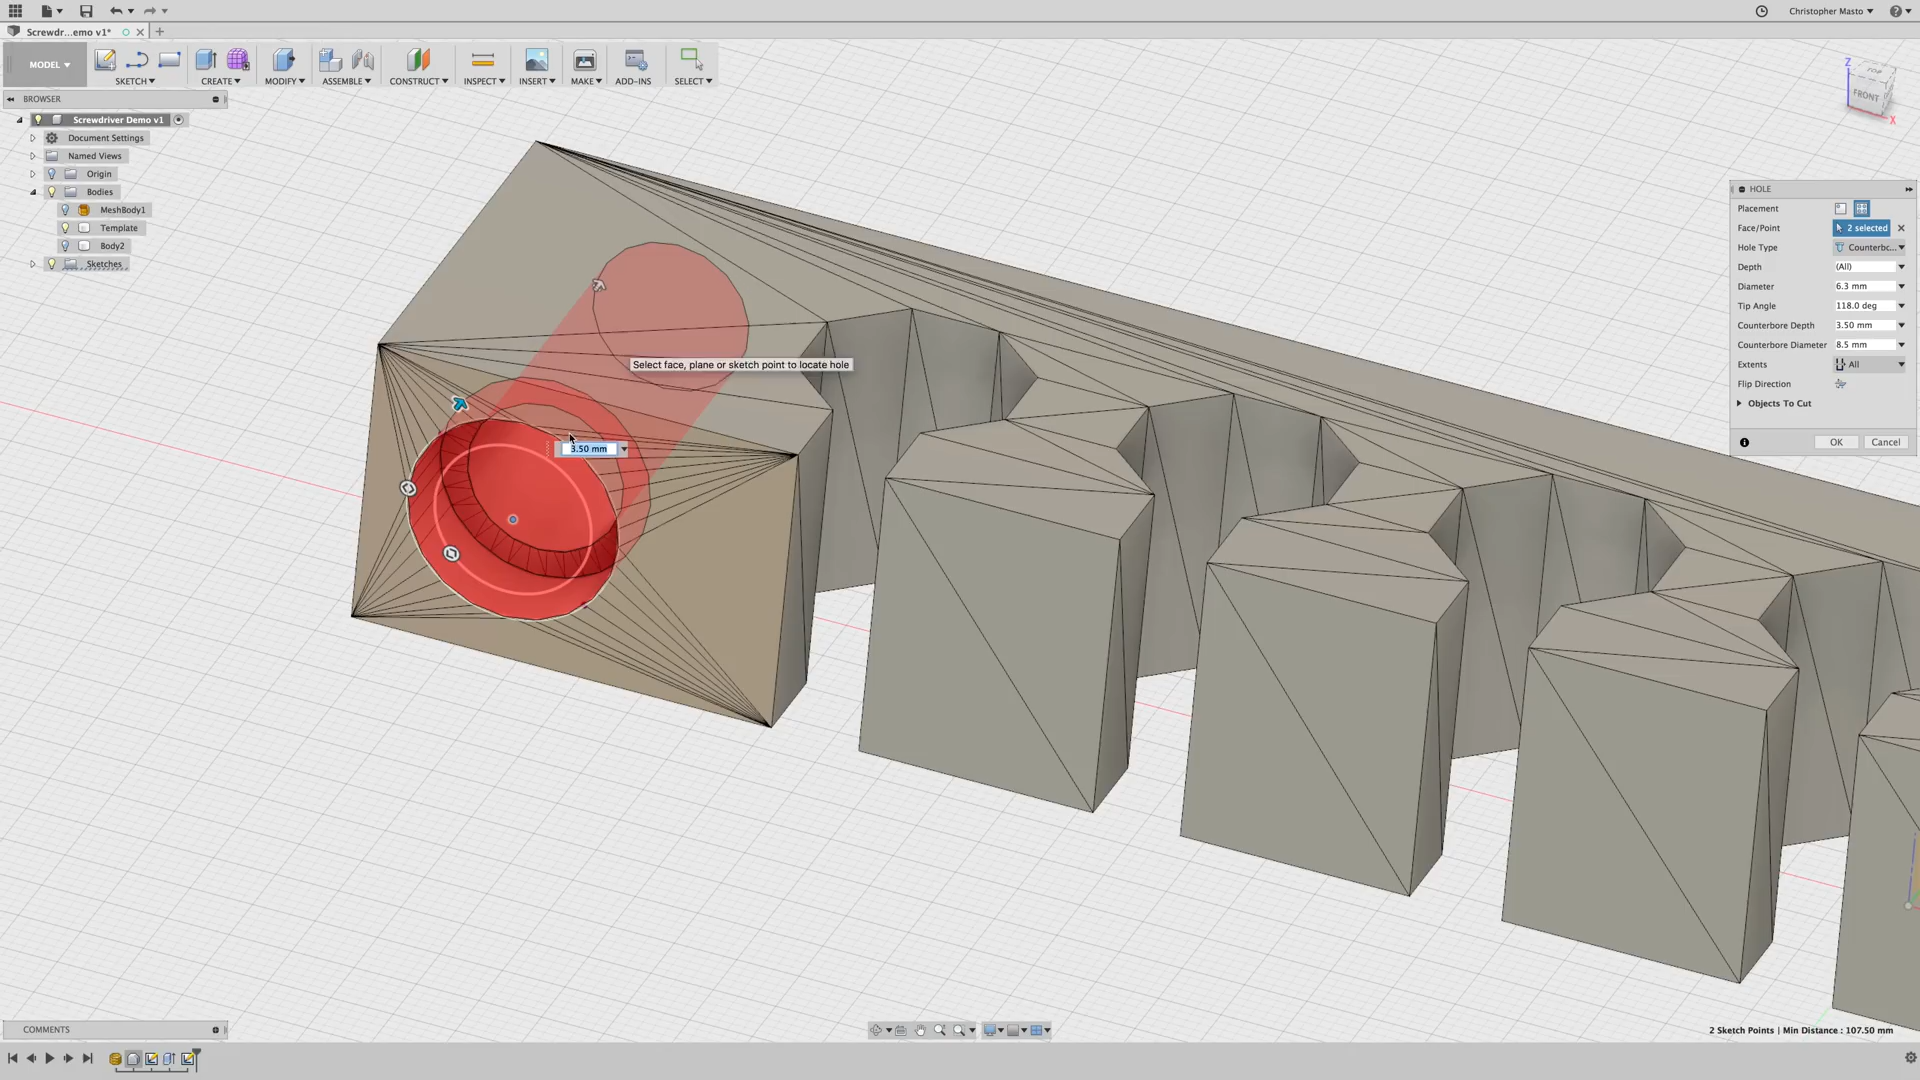 Christopher Masto
Screwdr...emo v1*
MODEL
SKETCH
CREATE
MODIFY
ASSEMBLE
CONSTRUCT
INSPECT
INSERT
MAKE
ADD-INS
SELECT
BROWSER
Screwdriver Demo v1
Document Settings
Named Views
Origin
Bodies
MeshBody1
Template
Body2
Sketches
Z
TOP
FRONT
X
HOLE
Placement
Face/Point 2 selected
Hole Type Counterbc...
Depth (All)
Diameter 6.3 mm
Tip Angle 118.0 deg
Counterbore Depth 3.50 mm
Counterbore Diameter 8.5 mm
Extents All
Flip Direction
Objects To Cut
OK Cancel
Select face, plane or sketch point to locate hole
3.50 mm
COMMENTS
2 Sketch Points | Min Distance : 107.50 mm